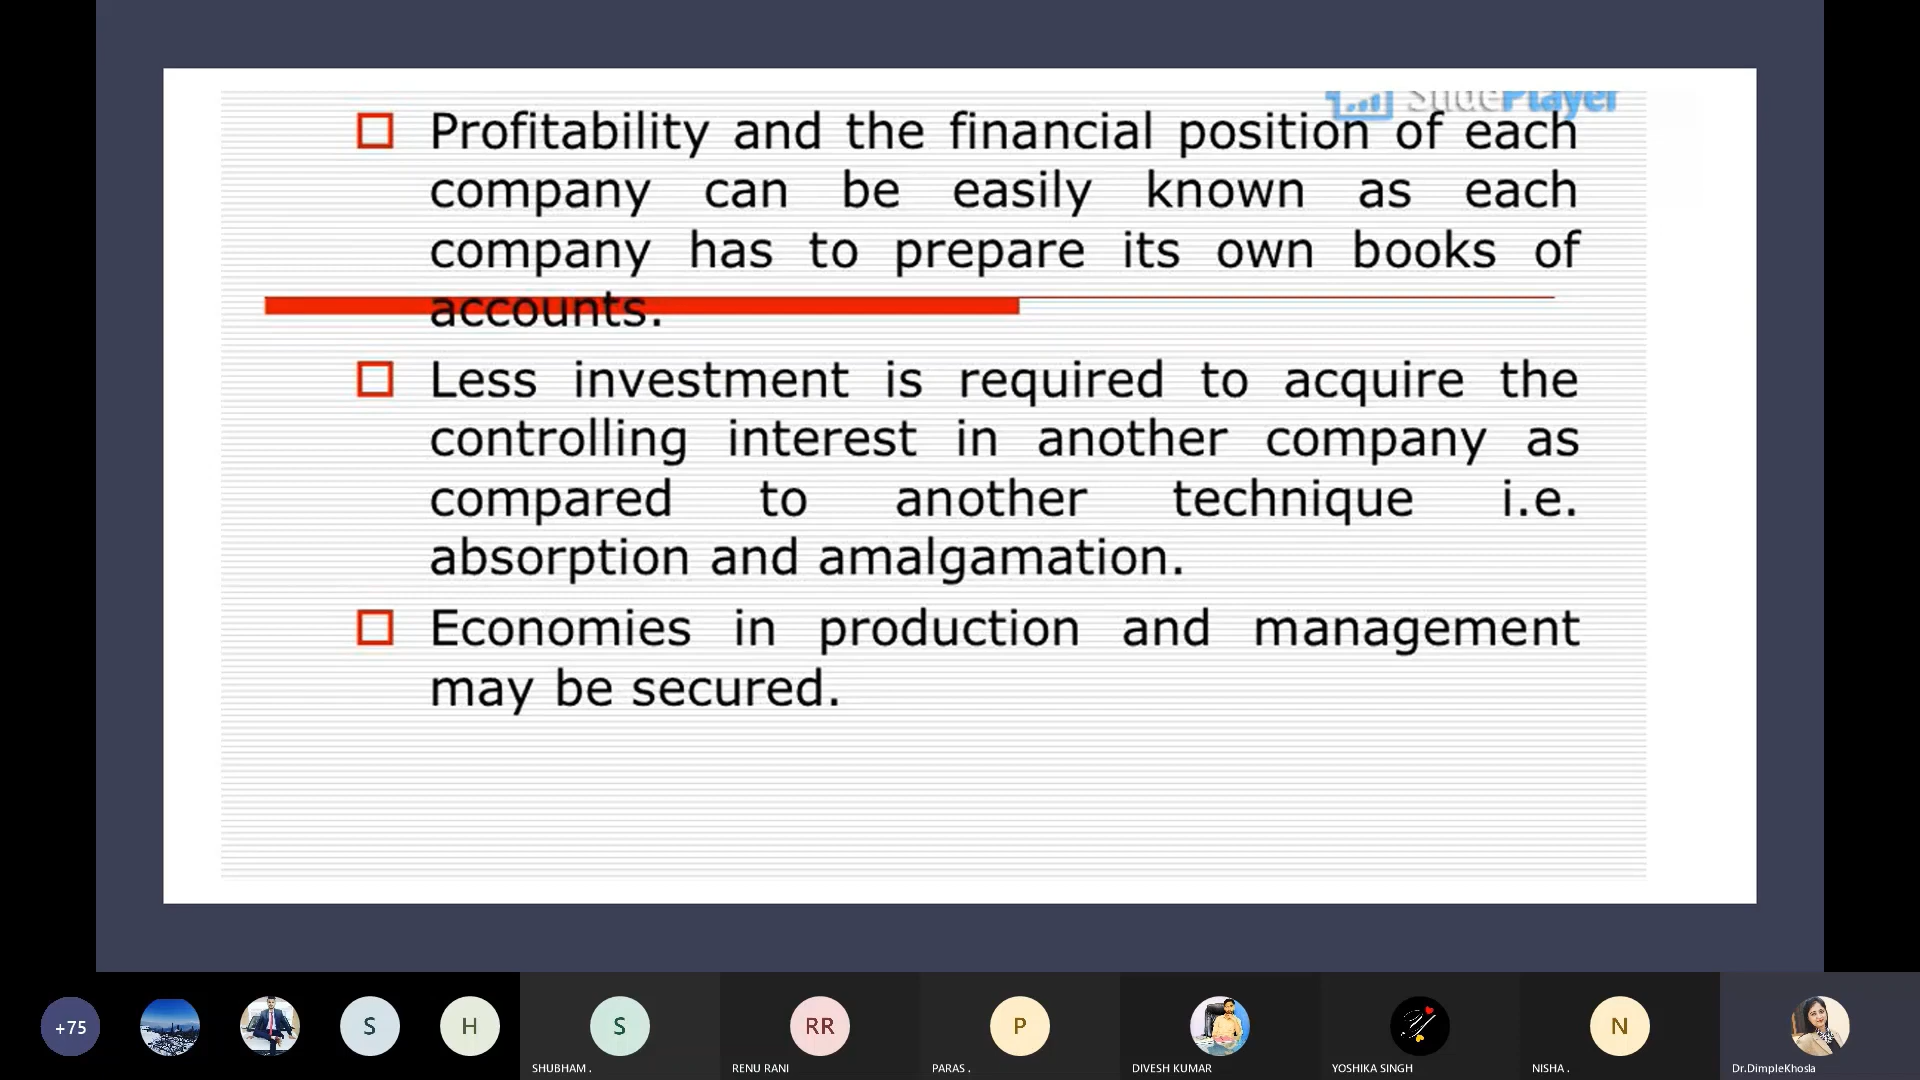 SlidePlayer
Profitability and the financial position of each
company can be easily known as each
company has to prepare its own books of
accounts.
Less investment is required to acquire the
controlling interest in another company as
compared to another technique i.e.
absorption and amalgamation.
Economies in production and management
may be secured.
+75
S
H
S
SHUBHAM .
RR
RENU RANI
P
PARAS .
DIVESH KUMAR
Y
YOSHIKA SINGH
N
NISHA .
Dr.DimpleKhosla